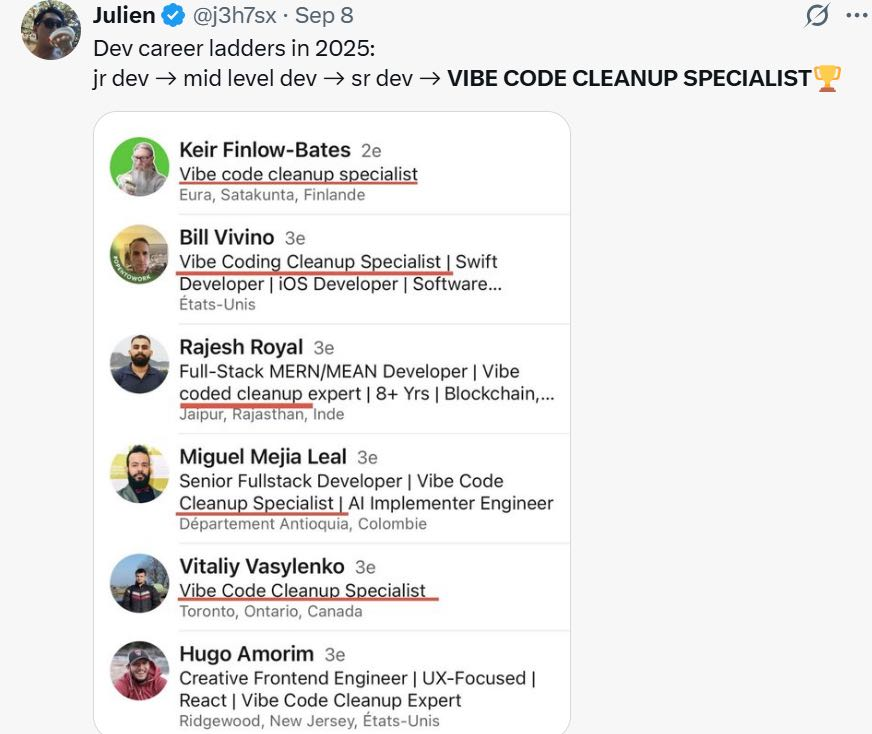 Julien @j3h7sx · Sep 8
Dev career ladders in 2025:
jr dev → mid level dev → sr dev → VIBE CODE CLEANUP SPECIALIST🏆
Keir Finlow-Bates 2e
Vibe code cleanup specialist
Eura, Satakunta, Finlande
Bill Vivino 3e
Vibe Coding Cleanup Specialist | Swift
Developer | iOS Developer | Software...
États-Unis
#OPENTOWORK
Rajesh Royal 3e
Full-Stack MERN/MEAN Developer | Vibe
coded cleanup expert | 8+ Yrs | Blockchain,...
Jaipur, Rajasthan, Inde
Miguel Mejia Leal 3e
Senior Fullstack Developer | Vibe Code
Cleanup Specialist | AI Implementer Engineer
Département Antioquia, Colombie
Vitaliy Vasylenko 3e
Vibe Code Cleanup Specialist
Toronto, Ontario, Canada
Hugo Amorim 3e
Creative Frontend Engineer | UX-Focused |
React | Vibe Code Cleanup Expert
Ridgewood, New Jersey, États-Unis